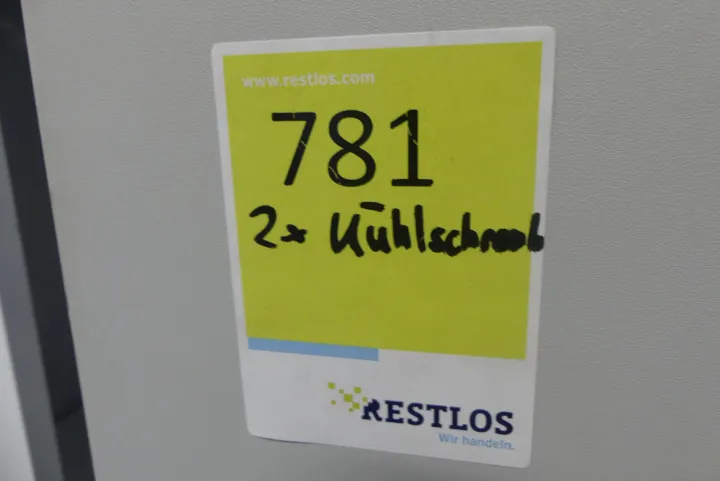 www.restlos.com
781
2x Kühlschrank
RESTLOS
Wir handeln.